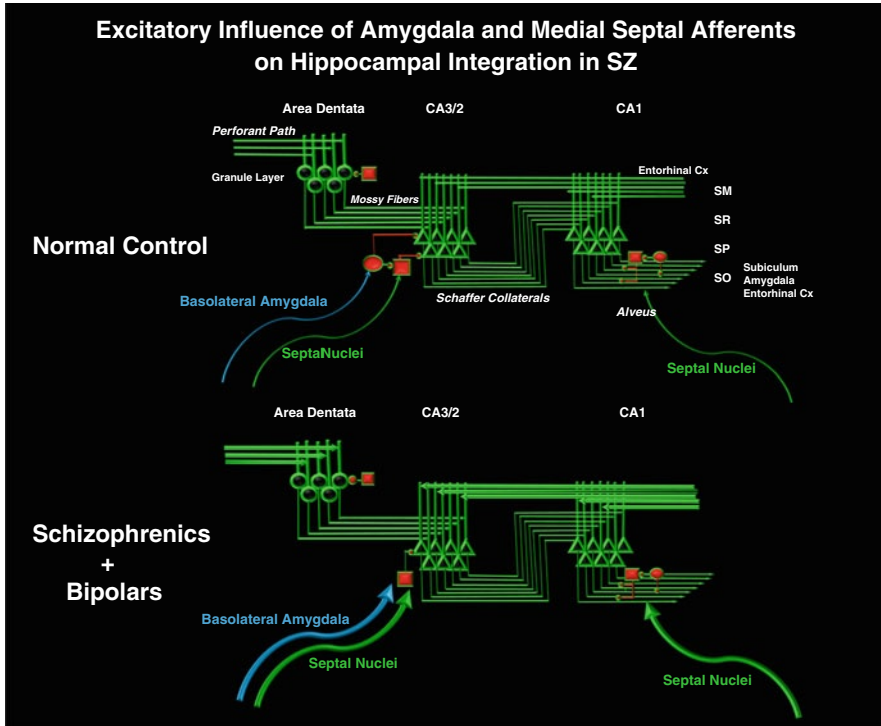 Excitatory Influence of Amygdala and Medial Septal Afferents
on Hippocampal Integration in SZ
Area Dentata CA3/2 CA1
Perforant Path
Entorhinal Cx
Granule Layer
SM
Mossy Fibers
SR
Normal Control
SP
Subiculum
SO Amygdala
Entorhinal Cx
Basolateral Amygdala
Schaffer Collaterals
Alveus
SeptalNuclei
Septal Nuclei
Area Dentata CA3/2 CA1
Schizophrenics
+
Bipolars
Basolateral Amygdala
Septal Nuclei
Septal Nuclei